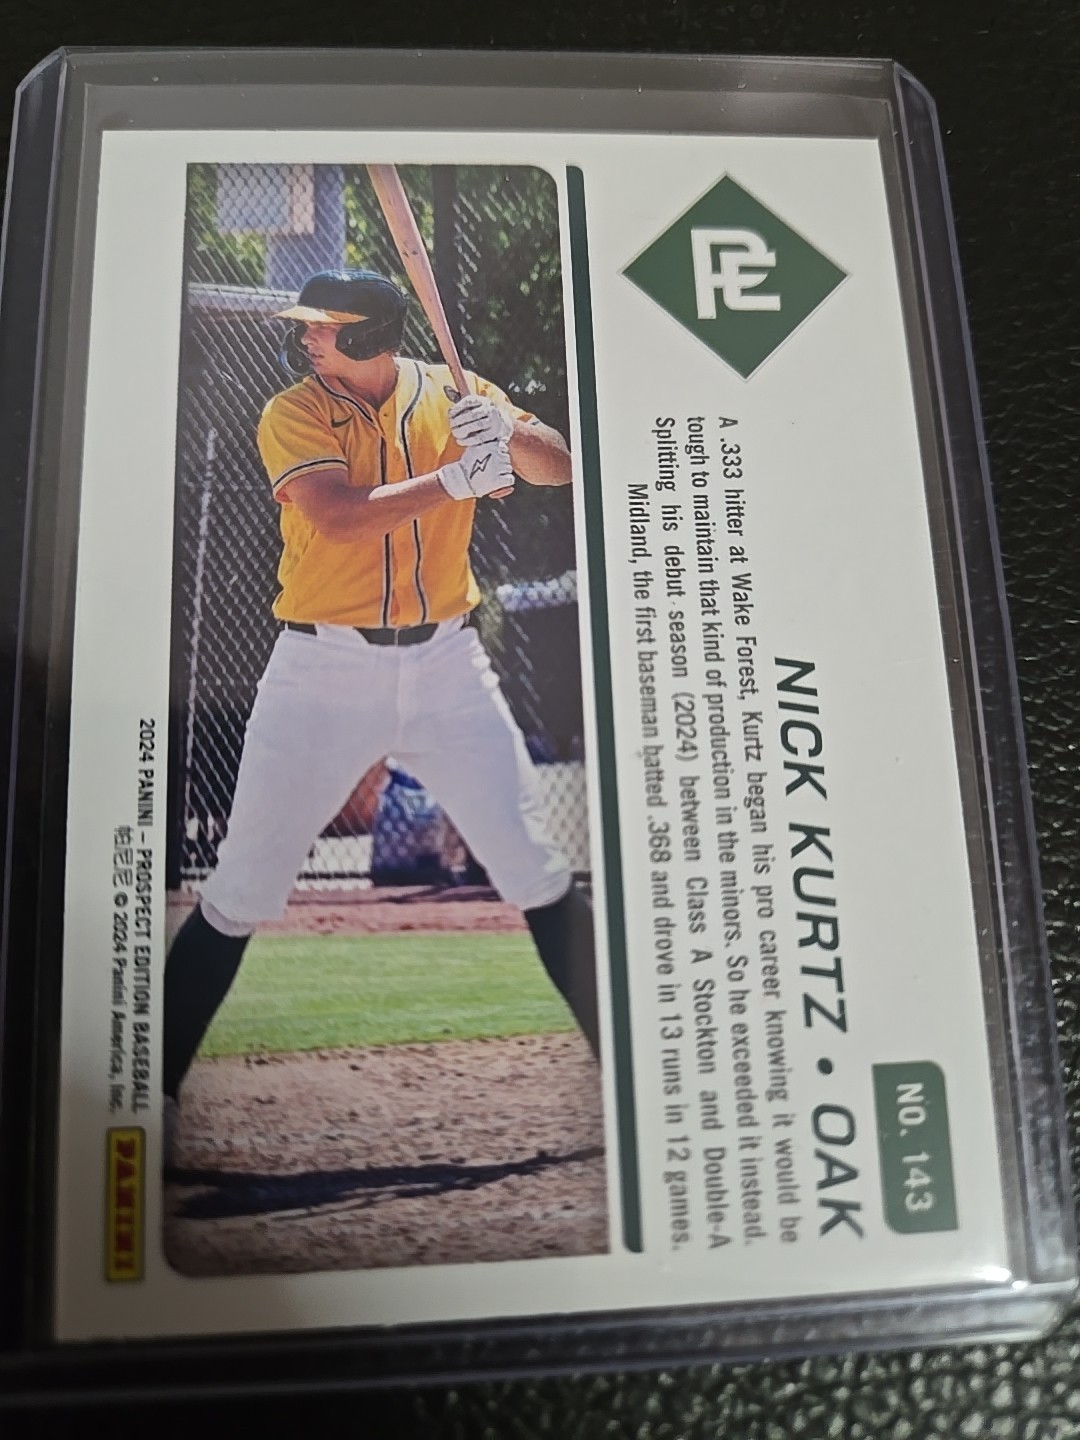 NO. 143
NICK KURTZ • OAK
A .333 hitter at Wake Forest, Kurtz began his pro career knowing it would be
tough to maintain that kind of production in the minors. So he exceeded it instead.
Splitting his debut season (2024) between Class A Stockton and Double-A
Midland, the first baseman batted .368 and drove in 13 runs in 12 games.
2024 PANINI – PROSPECT EDITION BASEBALL
帕尼尼 © 2024 Panini America, Inc.
PANINI